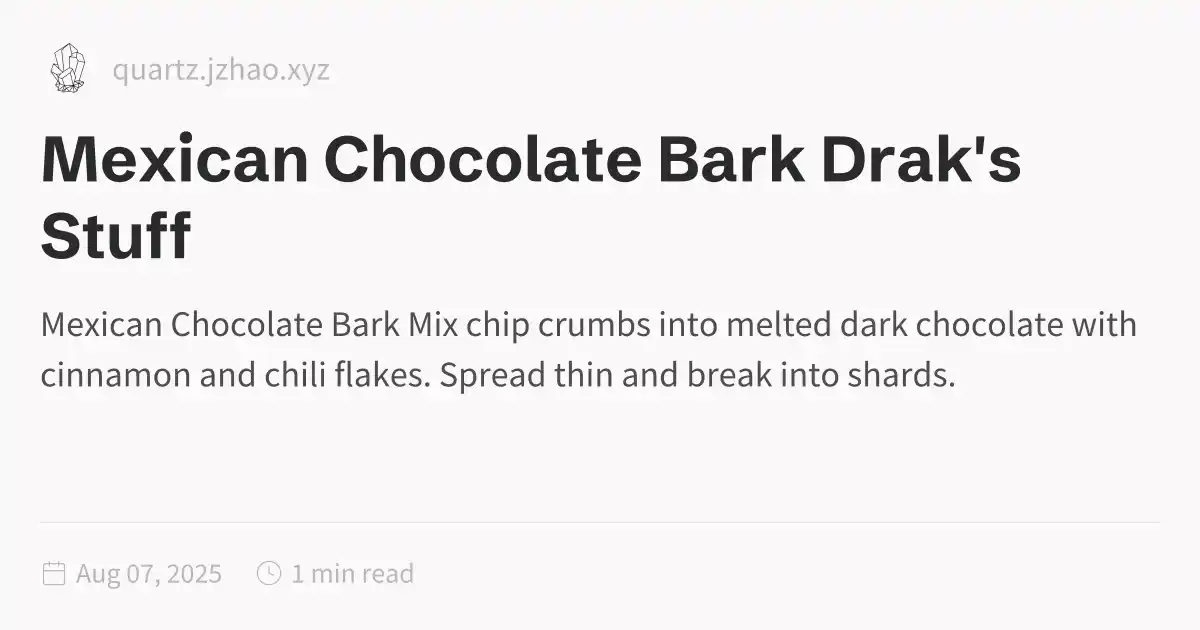 quartz.jzhao.xyz
Mexican Chocolate Bark Drak's
Stuff
Mexican Chocolate Bark Mix chip crumbs into melted dark chocolate with
cinnamon and chili flakes. Spread thin and break into shards.
Aug 07, 2025 1 min read